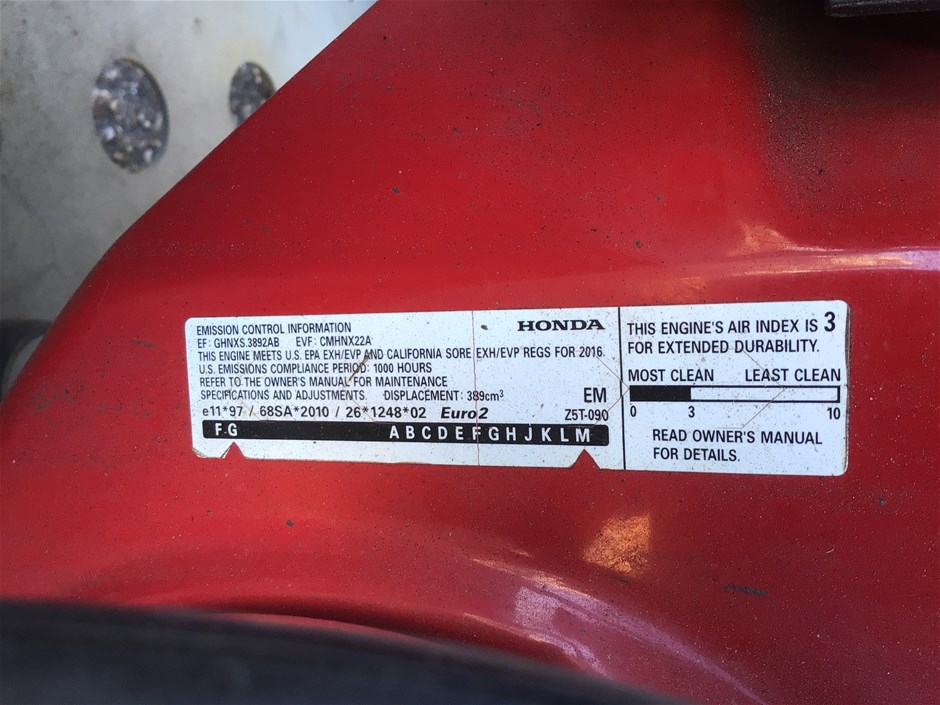 EMISSION CONTROL INFORMATION
HONDA
EF: GHNXS.3892AB EVF: CMHNX22A
THIS ENGINE MEETS U.S. EPA EXH/EVP AND CALIFORNIA SORE EXH/EVP REGS FOR 2016.
U.S. EMISSIONS COMPLIANCE PERIOD: 1000 HOURS
REFER TO THE OWNER'S MANUAL FOR MAINTENANCE
SPECIFICATIONS AND ADJUSTMENTS. DISPLACEMENT: 389cm³
EM
e11*97 / 68SA*2010 / 26*1248*02 Euro2
Z5T-090
F G A B C D E F G H J K L M
THIS ENGINE'S AIR INDEX IS 3
FOR EXTENDED DURABILITY.
MOST CLEAN LEAST CLEAN
0 3 10
READ OWNER'S MANUAL
FOR DETAILS.